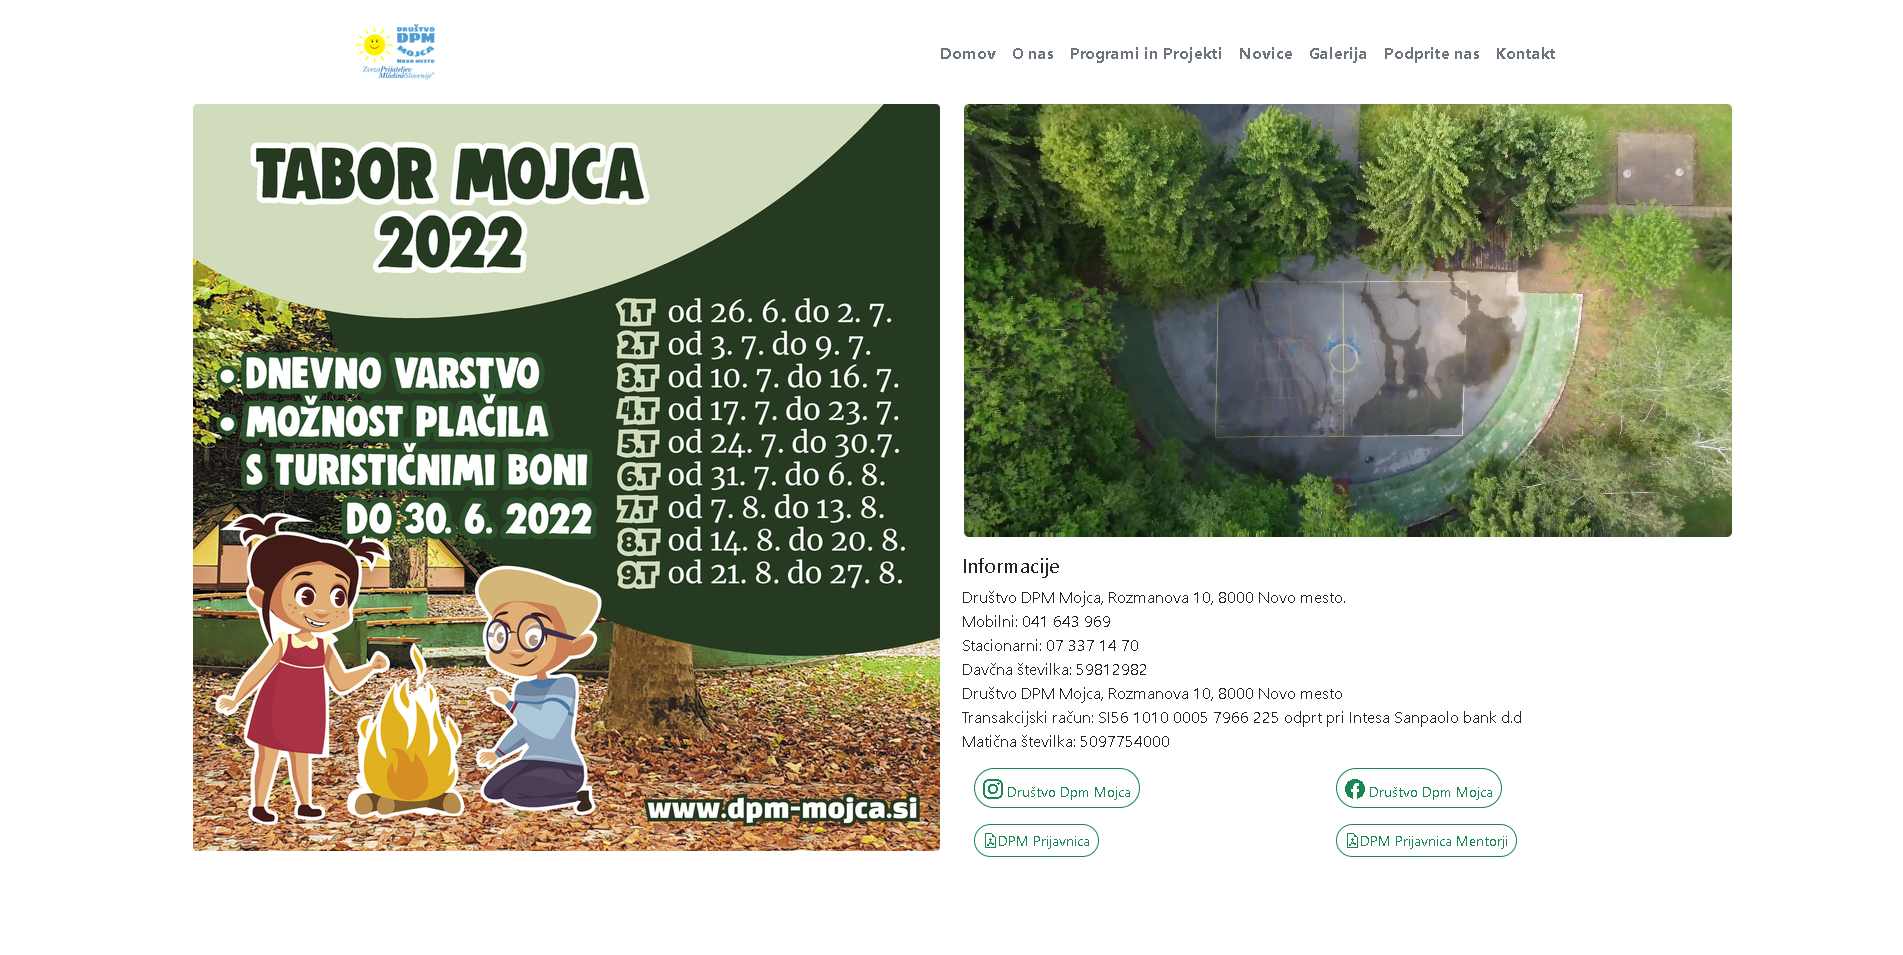 DRUŠTVO
DPM
MOJCA
NOVO MESTO
Zveza Prijateljev
Mladine Slovenije
Domov
O nas
Programi in Projekti
Novice
Galerija
Podprite nas
Kontakt
TABOR MOJCA
2022
1.T od 26. 6. do 2. 7.
2.T od 3. 7. do 9. 7.
3.T od 10. 7. do 16. 7.
4.T od 17. 7. do 23. 7.
5.T od 24. 7. do 30.7.
6.T od 31. 7. do 6. 8.
7.T od 7. 8. do 13. 8.
8.T od 14. 8. do 20. 8.
9.T od 21. 8. do 27. 8.
• DNEVNO VARSTVO
• MOŽNOST PLAČILA
S TURISTIČNIMI BONI
DO 30. 6. 2022
www.dpm-mojca.si
Informacije
Društvo DPM Mojca, Rozmanova 10, 8000 Novo mesto.
Mobilni: 041 643 969
Stacionarni: 07 337 14 70
Davčna številka: 59812982
Društvo DPM Mojca, Rozmanova 10, 8000 Novo mesto
Transakcijski račun: SI56 1010 0005 7966 225 odprt pri Intesa Sanpaolo bank d.d
Matična številka: 5097754000
Društvo Dpm Mojca
Društvo Dpm Mojca
DPM Prijavnica
DPM Prijavnica Mentorji